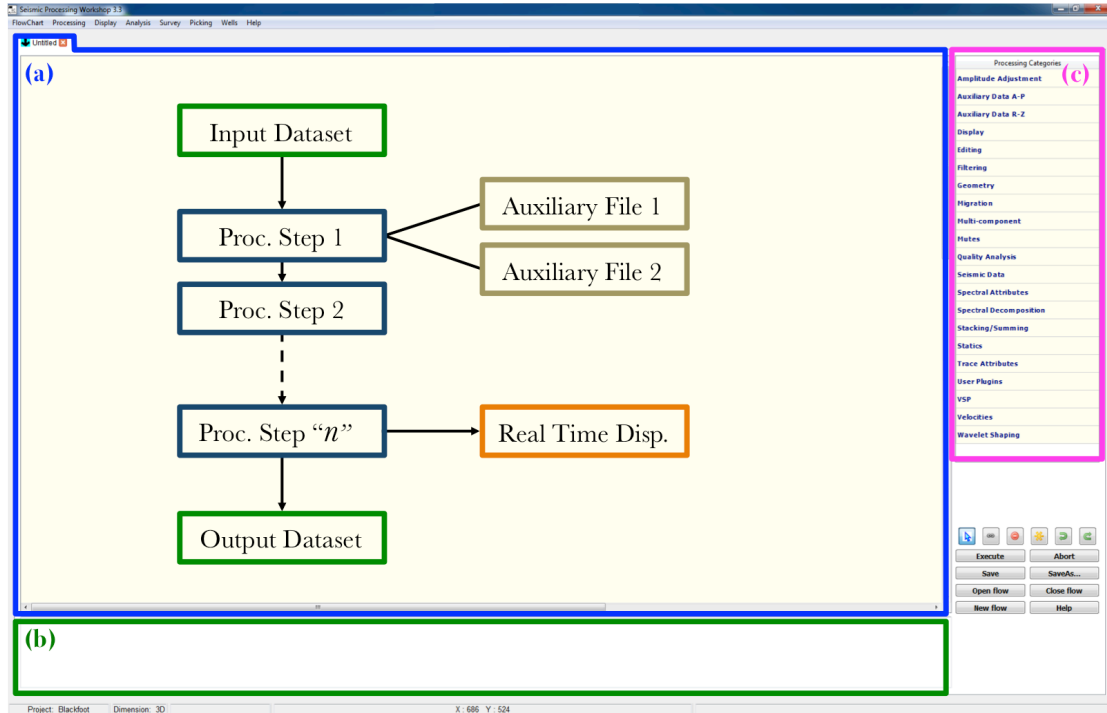 Seismic Processing Workshop 3.3
FlowChart Processing Display Analysis Survey Picking Wells Help
Untitled
(a)
Input Dataset
Proc. Step 1
Auxiliary File 1
Auxiliary File 2
Proc. Step 2
Proc. Step “n”
Real Time Disp.
Output Dataset
(b)
Processing Categories
(c)
Amplitude Adjustment
Auxiliary Data A-P
Auxiliary Data R-Z
Display
Editing
Filtering
Geometry
Migration
Multi-component
Mutes
Quality Analysis
Seismic Data
Spectral Attributes
Spectral Decomposition
Stacking/Summing
Statics
Trace Attributes
User Plugins
VSP
Velocities
Wavelet Shaping
Execute Abort
Save SaveAs...
Open flow Close flow
New flow Help
Project: Blackfoot Dimension: 3D X : 686 Y : 524